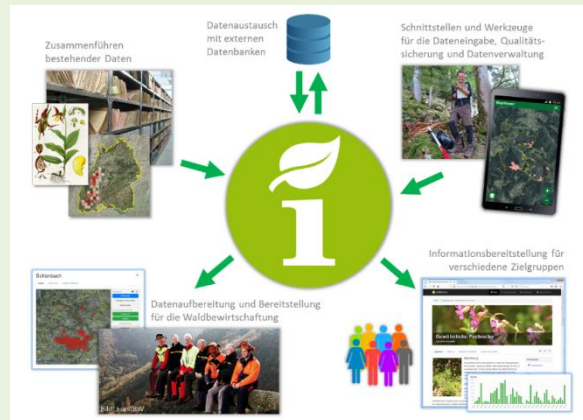 Zusammenführen
bestehender Daten
Datenaustausch
mit externen
Datenbanken
Schnittstellen und Werkzeuge
für die Dateneingabe, Qualitäts-
sicherung und Datenverwaltung
i
Datenaufbereitung und Bereitstellung
für die Waldbewirtschaftung
Informationsbereitstellung für
verschiedene Zielgruppen
Schönbach